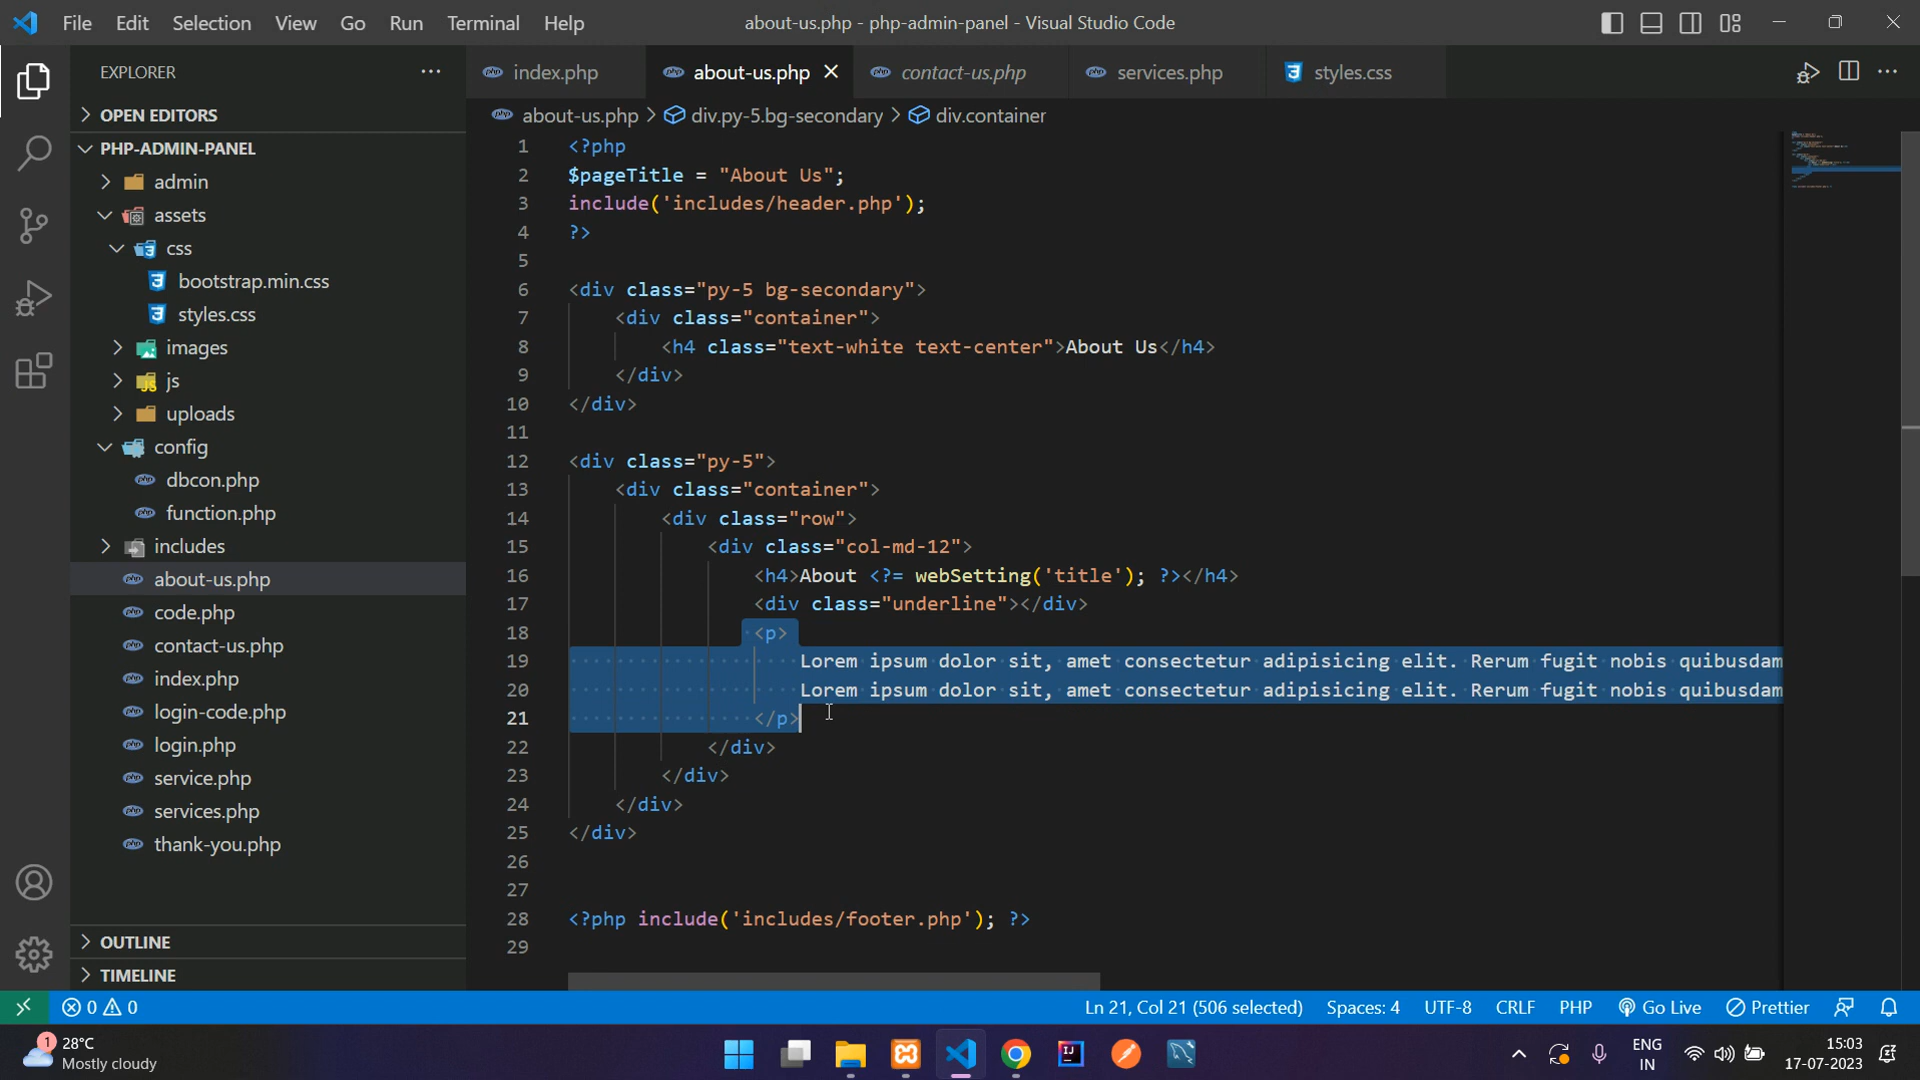 File Edit Selection View Go Run Terminal Help
about-us.php - php-admin-panel - Visual Studio Code
EXPLORER
OPEN EDITORS
PHP-ADMIN-PANEL
admin
assets
css
bootstrap.min.css
styles.css
images
js
uploads
config
dbcon.php
function.php
includes
about-us.php
code.php
contact-us.php
index.php
login-code.php
login.php
service.php
services.php
thank-you.php
OUTLINE
TIMELINE
index.php about-us.php contact-us.php services.php styles.css
about-us.php > div.py-5.bg-secondary > div.container
1 <?php
2 $pageTitle = "About Us";
3 include('includes/header.php');
4 ?>
5
6 <div class="py-5 bg-secondary">
7 <div class="container">
8 <h4 class="text-white text-center">About Us</h4>
9 </div>
10 </div>
11
12 <div class="py-5">
13 <div class="container">
14 <div class="row">
15 <div class="col-md-12">
16 <h4>About <?= webSetting('title'); ?></h4>
17 <div class="underline"></div>
18 <p>
19 Lorem ipsum dolor sit, amet consectetur adipisicing elit. Rerum fugit nobis quibusdam
20 Lorem ipsum dolor sit, amet consectetur adipisicing elit. Rerum fugit nobis quibusdam
21 </p>
22 </div>
23 </div>
24 </div>
25 </div>
26
27
28 <?php include('includes/footer.php'); ?>
29
0 0 Ln 21, Col 21 (506 selected) Spaces: 4 UTF-8 CRLF PHP Go Live Prettier
1 28°C
Mostly cloudy
ENG
IN
15:03
17-07-2023